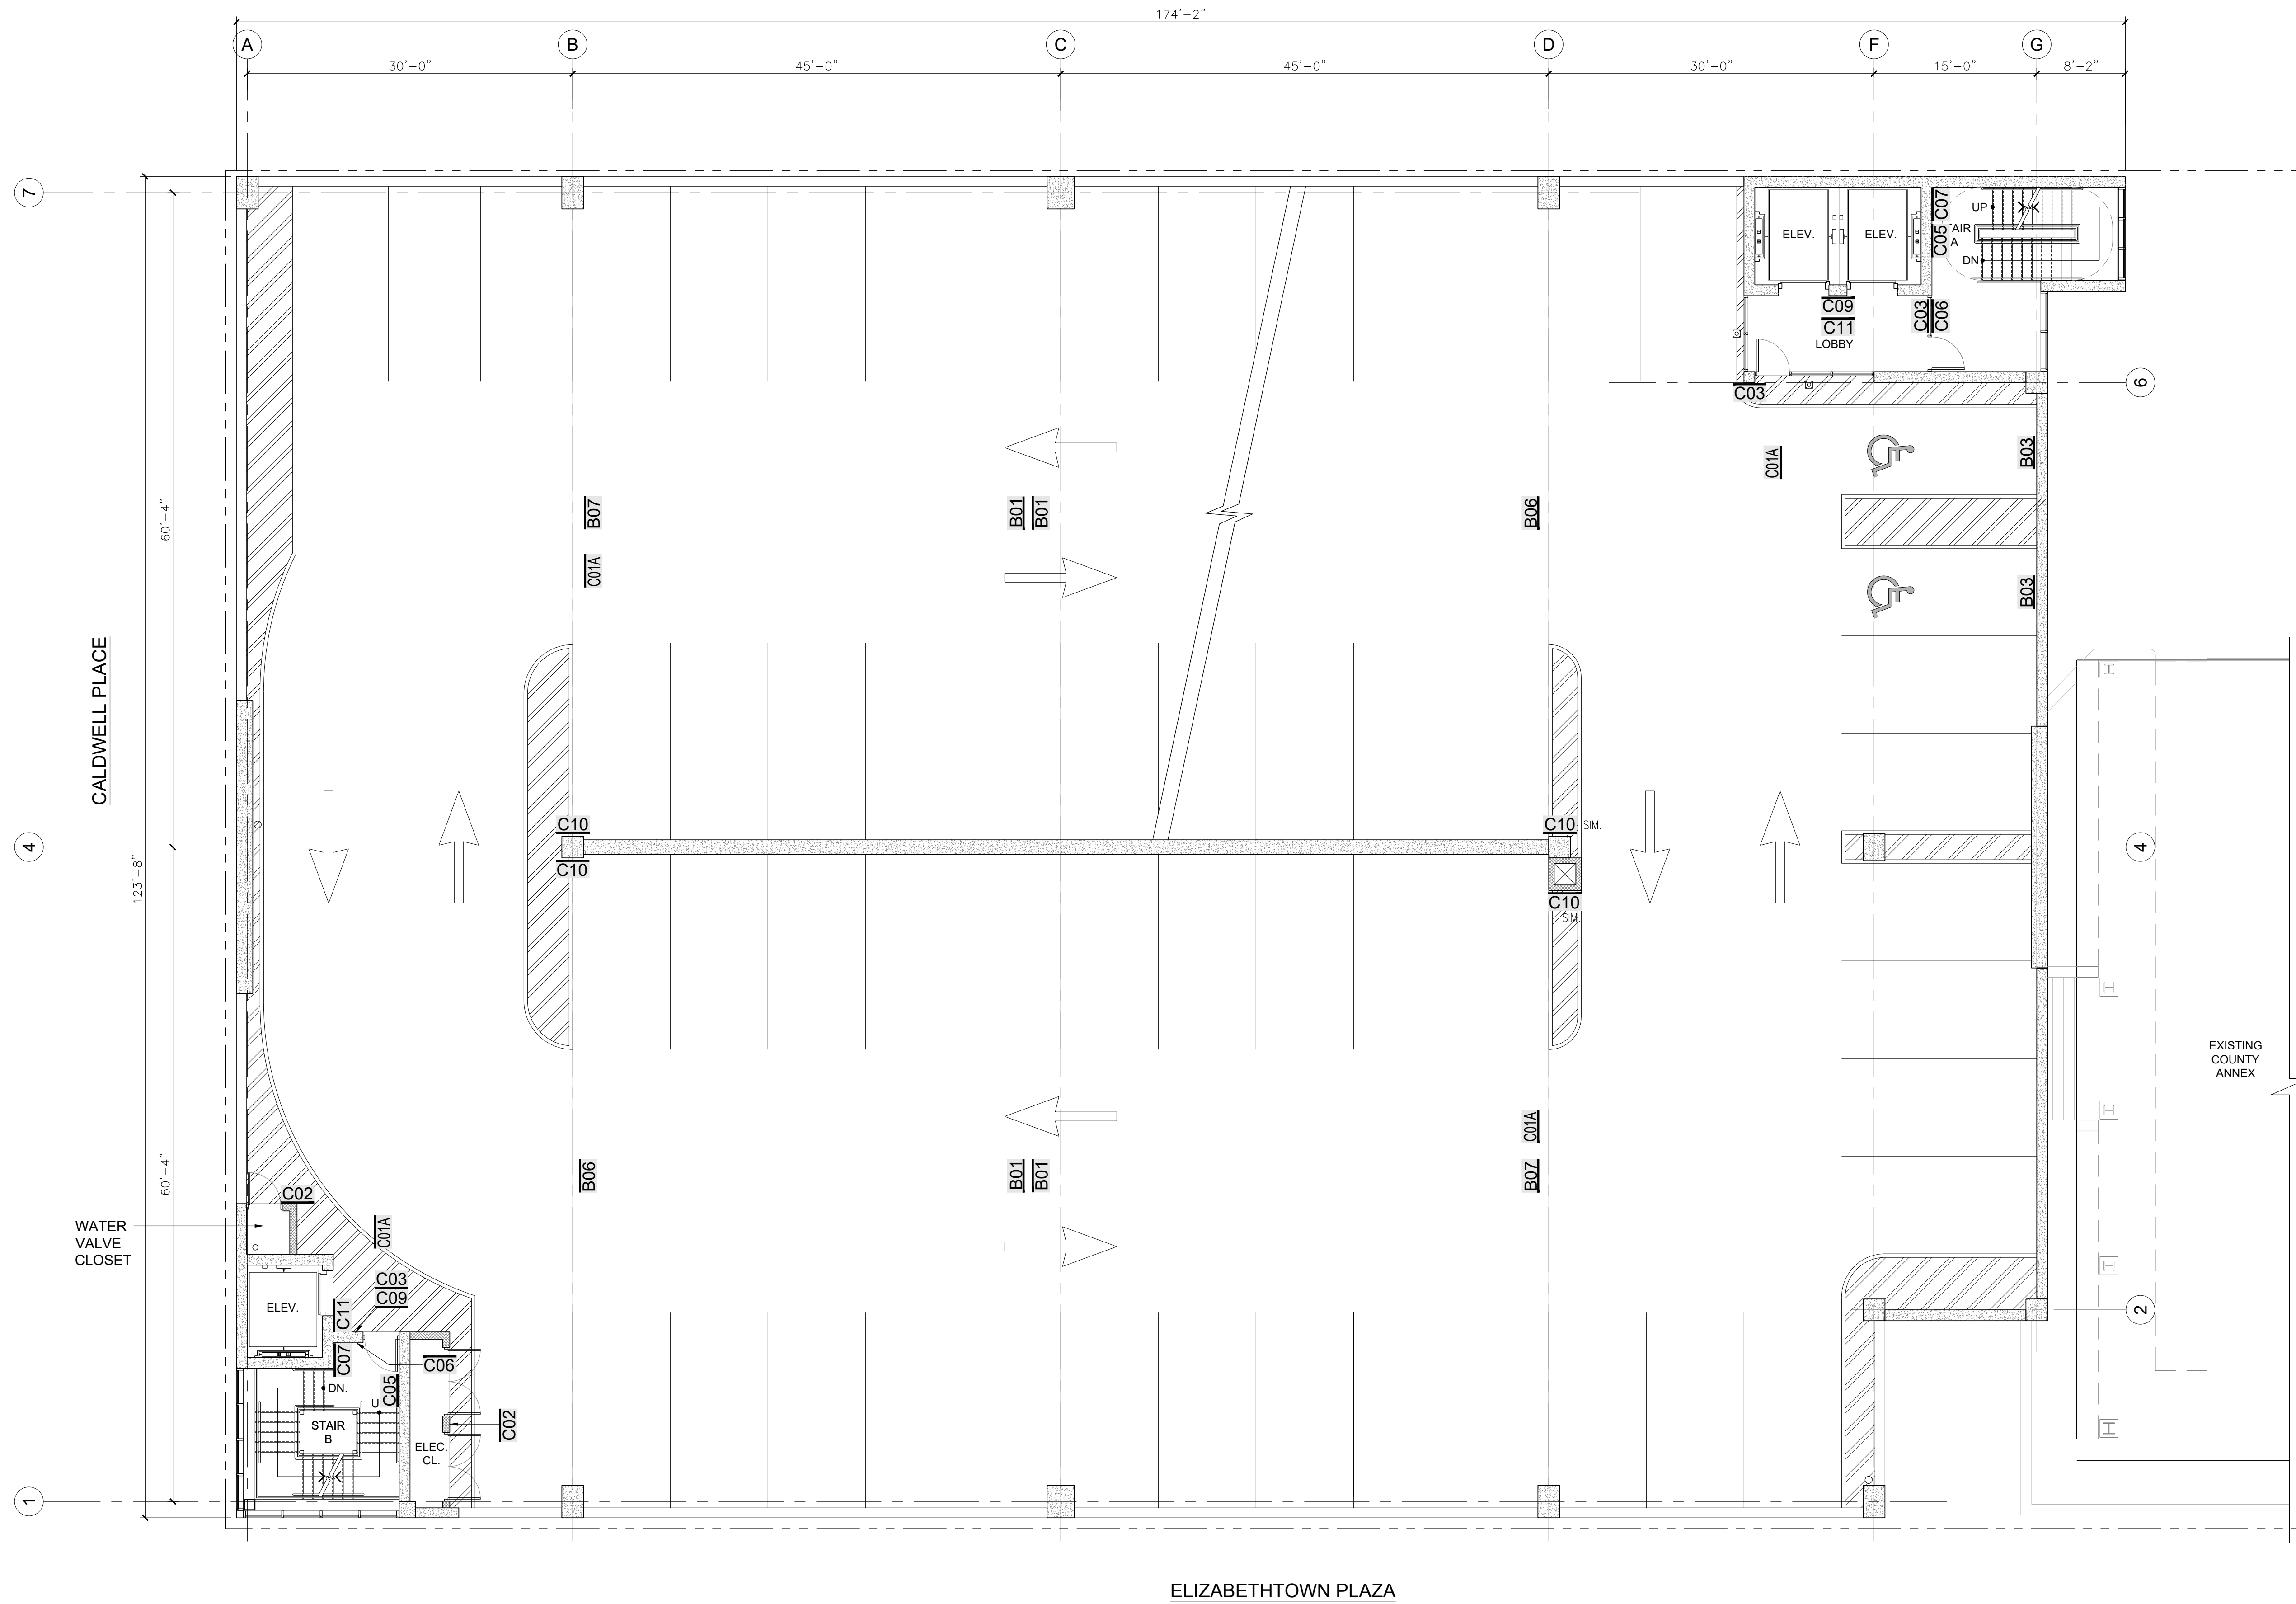 174'-2"
A
B
C
D
F
G
30'-0"
45'-0"
45'-0"
30'-0"
15'-0"
8'-2"
7
ELEV.
ELEV.
UP
C07
C05
AIR
A
DN
C09
C11
LOBBY
C03
C06
C03
6
C01A
B03
60'-4"
B07
B01
B01
B06
C01A
B03
CALDWELL PLACE
4
123'-8"
C10
C10
C10
SIM.
C10
SIM.
4
EXISTING
COUNTY
ANNEX
C01A
60'-4"
B06
B01
B01
B07
C02
WATER
VALVE
CLOSET
C01A
C03
C09
ELEV.
C11
2
C07
C06
DN.
C05
U
STAIR
B
C02
ELEC.
CL.
1
ELIZABETHTOWN PLAZA